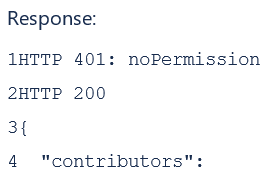 Response:
1HTTP 401: noPermission
2HTTP 200
3{
4  "contributors":